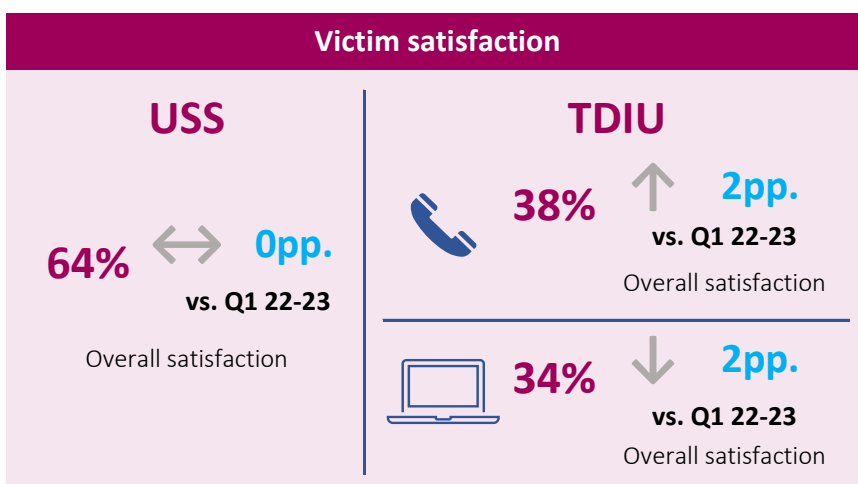 Victim satisfaction
USS
64%
0pp.
vs. Q1 22-23
Overall satisfaction
TDIU
38%
2pp.
vs. Q1 22-23
Overall satisfaction
34%
2pp.
vs. Q1 22-23
Overall satisfaction